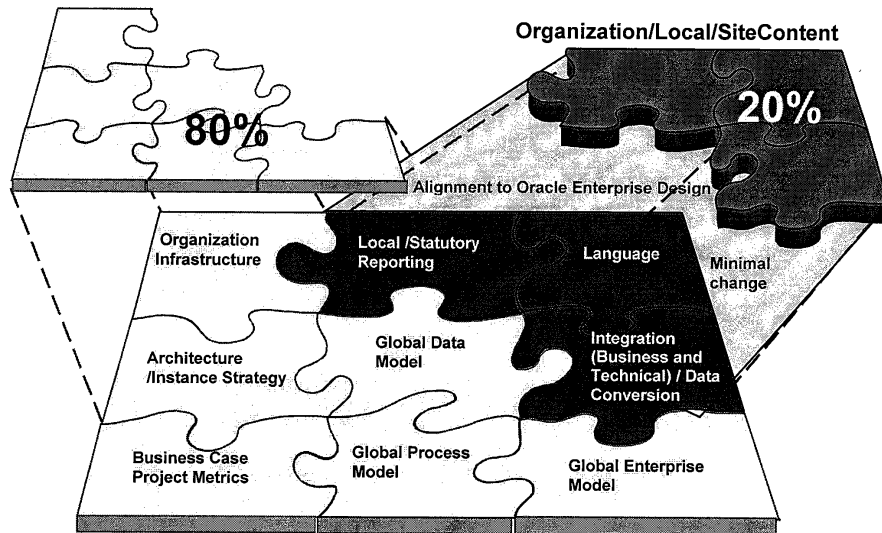 Organization/Local/SiteContent
80%
20%
Alignment to Oracle Enterprise Design
Minimal
change
Organization
Infrastructure
Local /Statutory
Reporting
Language
Architecture
/Instance Strategy
Global Data
Model
Integration
(Business and
Technical) / Data
Conversion
Business Case
Project Metrics
Global Process
Model
Global Enterprise
Model